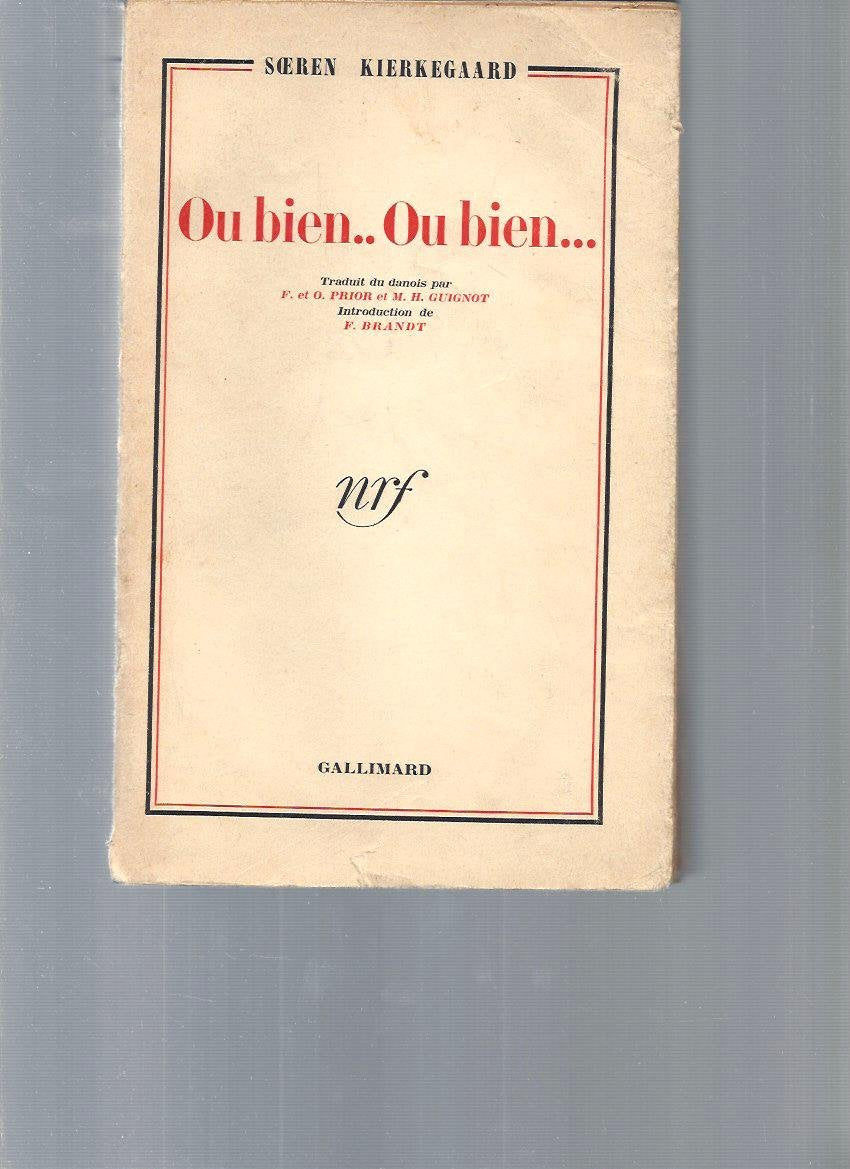 SŒREN KIERKEGAARD
Ou bien.. Ou bien...
Traduit du danois par
F. et O. PRIOR et M. H. GUIGNOT
Introduction de
F. BRANDT
nrf
GALLIMARD